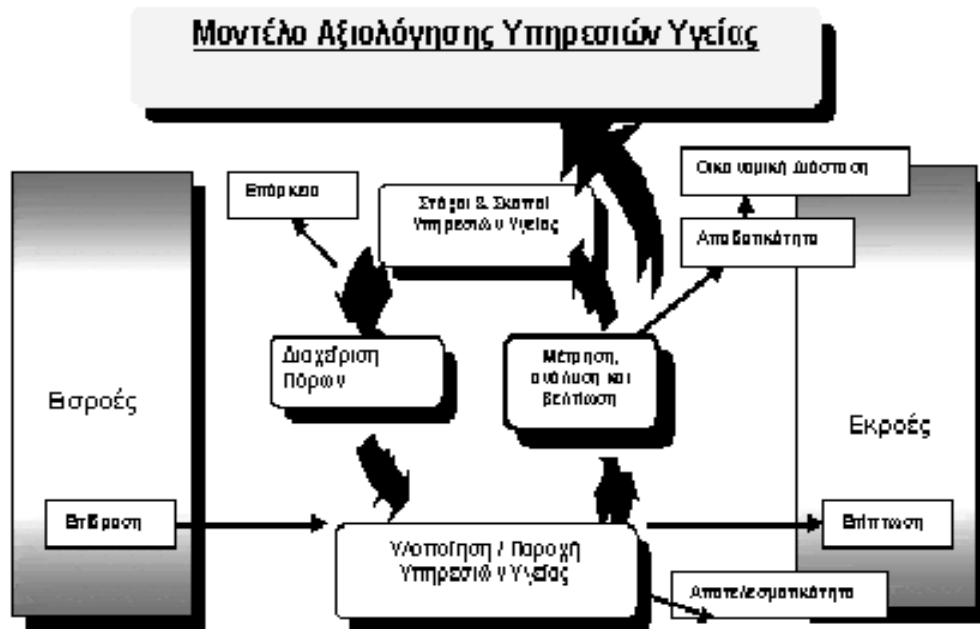 Μοντέλο Αξιολόγησης Υπηρεσιών Υγείας
Επάρκεια
Στόχοι & Σκοποί
Υπηρεσιών Υγείας
Οικονομική Διάσταση
Αποδοτικότητα
Διαχείριση
Πόρων
Μέτρηση,
ανάλυση και
βελτίωση
Εισροές
Εκροές
Επίδραση
Υλοποίηση / Παροχή
Υπηρεσιών Υγείας
Επίπτωση
Αποτελεσματικότητα